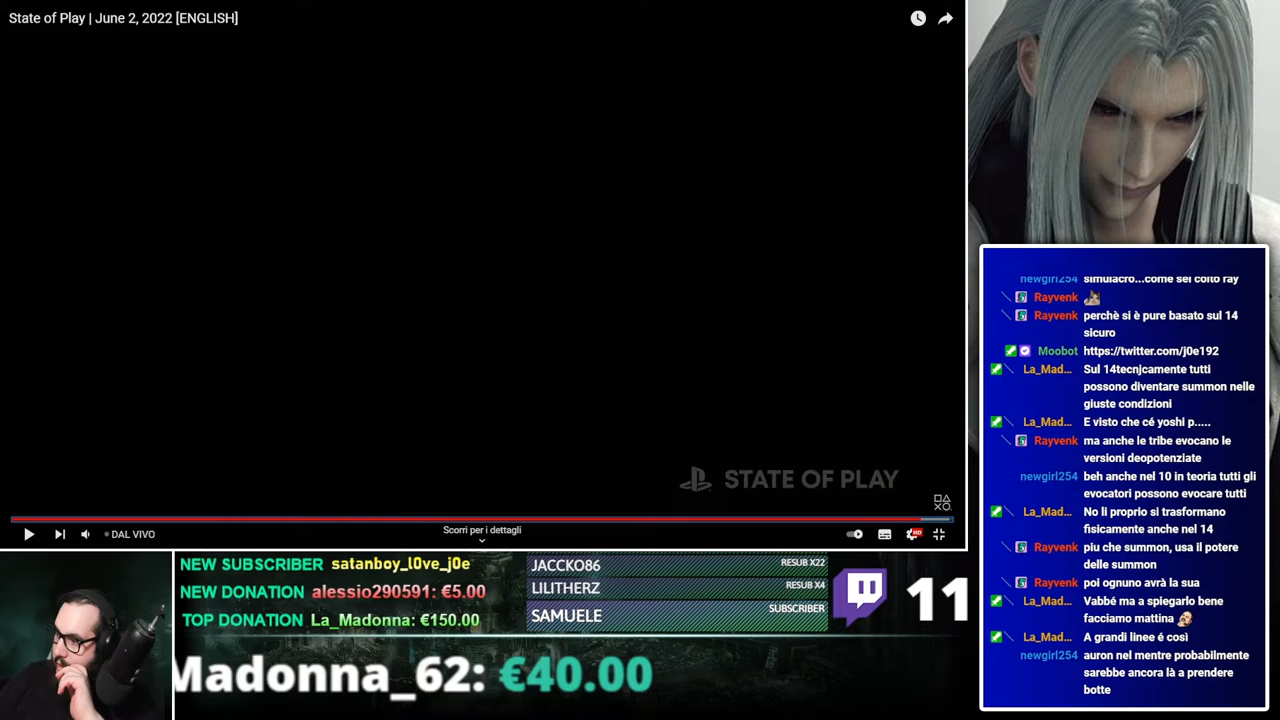 State of Play | June 2, 2022 [ENGLISH]
STATE OF PLAY
Scorri per i dettagli
DAL VIVO
HD
NEW SUBSCRIBER satanboy_l0ve_j0e
NEW DONATION alessio290591: €5.00
TOP DONATION La_Madonna: €150.00
JACCKO86 RESUB X22
LILITHERZ RESUB X4
SAMUELE SUBSCRIBER
11
Madonna_62: €40.00
newgirl254 simulacro...come sei colto ray
Rayvenk
Rayvenk perchè si è pure basato sul 14
sicuro
Moobot https://twitter.com/j0e192
La_Mad... Sul 14tecnjcamente tutti
possono diventare summon nelle
giuste condizioni
La_Mad... E visto che cé yoshi p.....
Rayvenk ma anche le tribe evocano le
versioni deopotenziate
newgirl254 beh anche nel 10 in teoria tutti gli
evocatori possono evocare tutti
La_Mad... No li proprio si trasformano
fisicamente anche nel 14
Rayvenk piu che summon, usa il potere
delle summon
Rayvenk poi ognuno avrà la sua
La_Mad... Vabbé ma a spiegarlo bene
facciamo mattina
La_Mad... A grandi linee é così
newgirl254 auron nel mentre probabilmente
sarebbe ancora là a prendere
botte